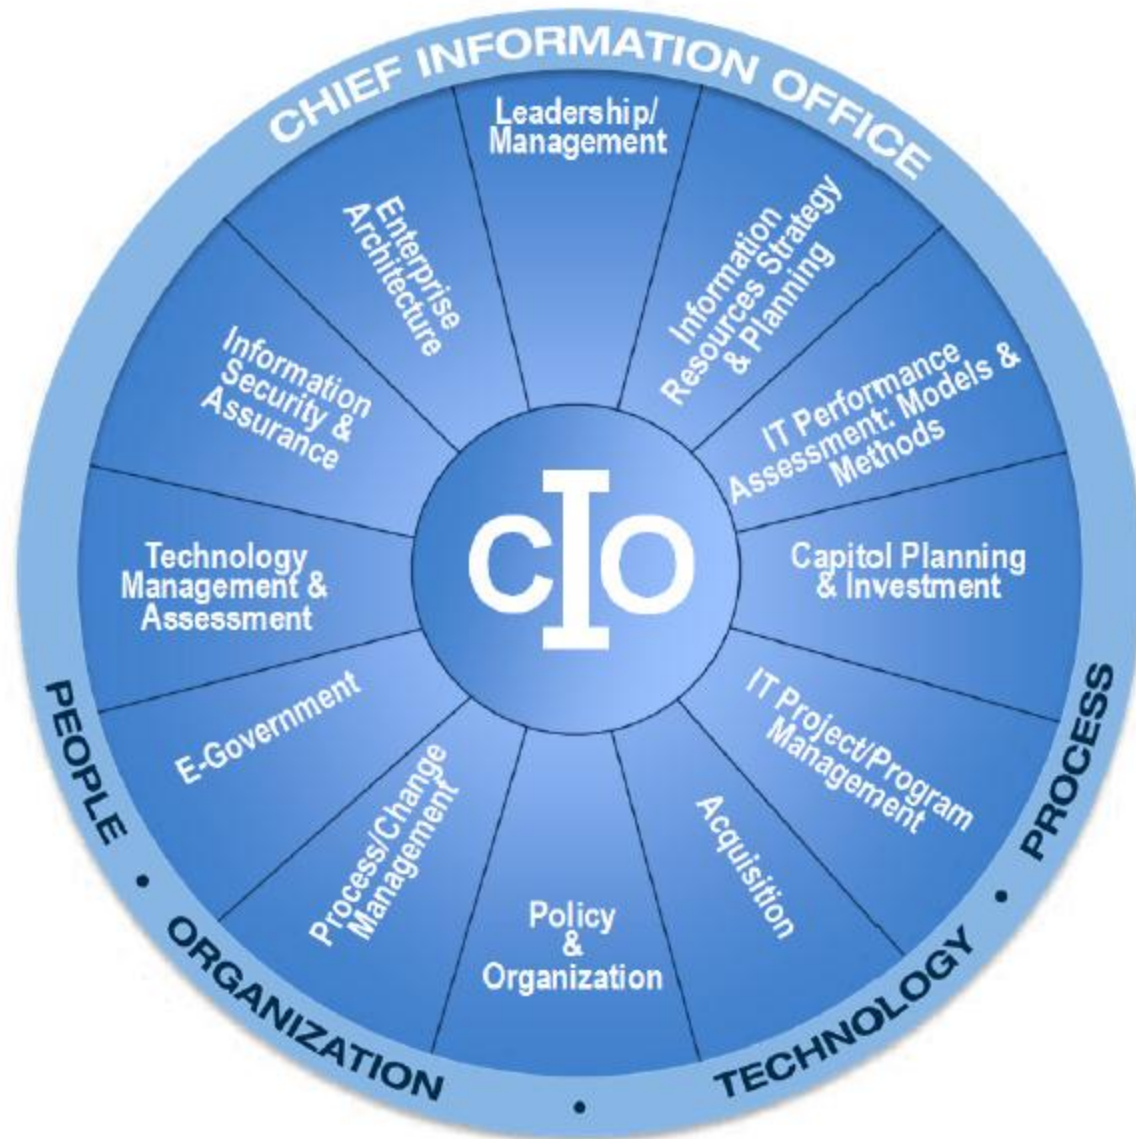 CHIEF INFORMATION OFFICE
Leadership/
Management
Information
Resources Strategy
& Planning
IT Performance
Assessment: Models &
Methods
Capitol Planning
& Investment
IT Project/Program
Management
Acquisition
Policy
&
Organization
Process/Change
Management
E-Government
Technology
Management &
Assessment
Information
Security &
Assurance
Enterprise
Architecture
CIO
PEOPLE • ORGANIZATION • TECHNOLOGY • PROCESS